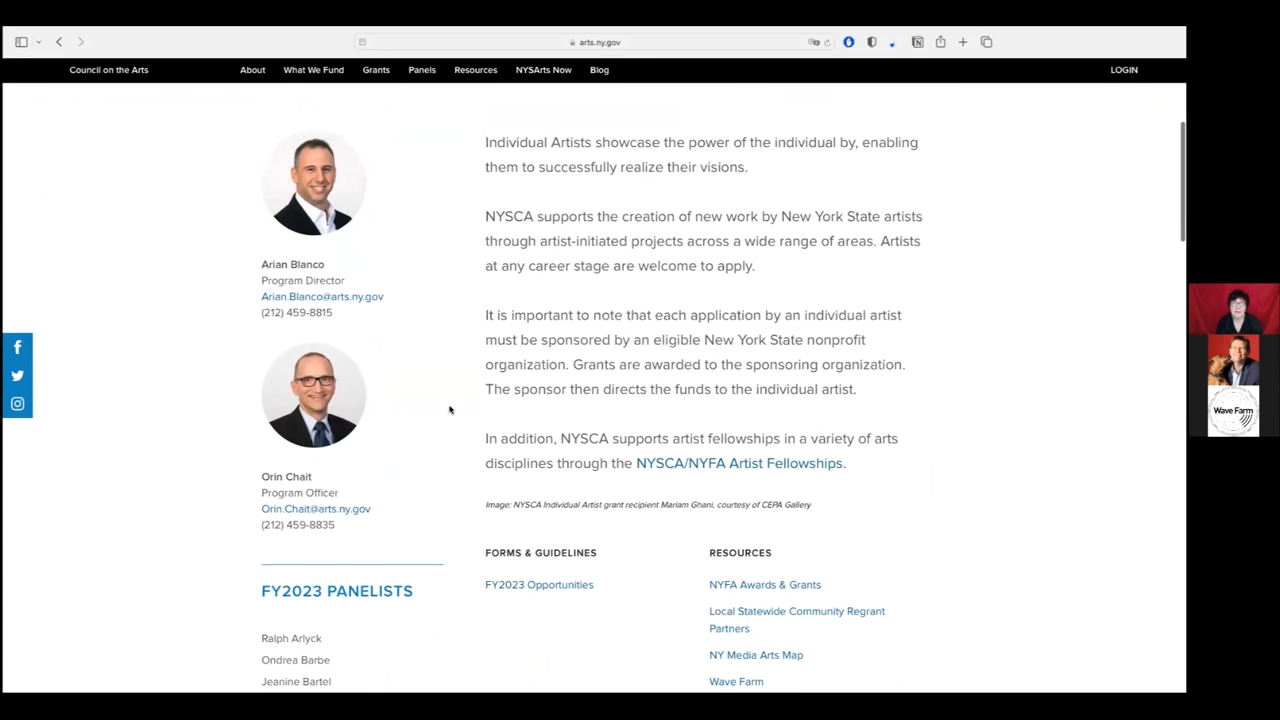 arts.ny.gov
Council on the Arts
About
What We Fund
Grants
Panels
Resources
NYSArts Now
Blog
LOGIN
Arian Blanco
Program Director
Arian.Blanco@arts.ny.gov
(212) 459-8815
Orin Chait
Program Officer
Orin.Chait@arts.ny.gov
(212) 459-8835
FY2023 PANELISTS
Ralph Arlyck
Ondrea Barbe
Jeanine Bartel
Individual Artists showcase the power of the individual by, enabling
them to successfully realize their visions.
NYSCA supports the creation of new work by New York State artists
through artist-initiated projects across a wide range of areas. Artists
at any career stage are welcome to apply.
It is important to note that each application by an individual artist
must be sponsored by an eligible New York State nonprofit
organization. Grants are awarded to the sponsoring organization.
The sponsor then directs the funds to the individual artist.
In addition, NYSCA supports artist fellowships in a variety of arts
disciplines through the NYSCA/NYFA Artist Fellowships.
Image: NYSCA Individual Artist grant recipient Mariam Ghani, courtesy of CEPA Gallery
FORMS & GUIDELINES
FY2023 Opportunities
RESOURCES
NYFA Awards & Grants
Local Statewide Community Regrant
Partners
NY Media Arts Map
Wave Farm
Wave Farm